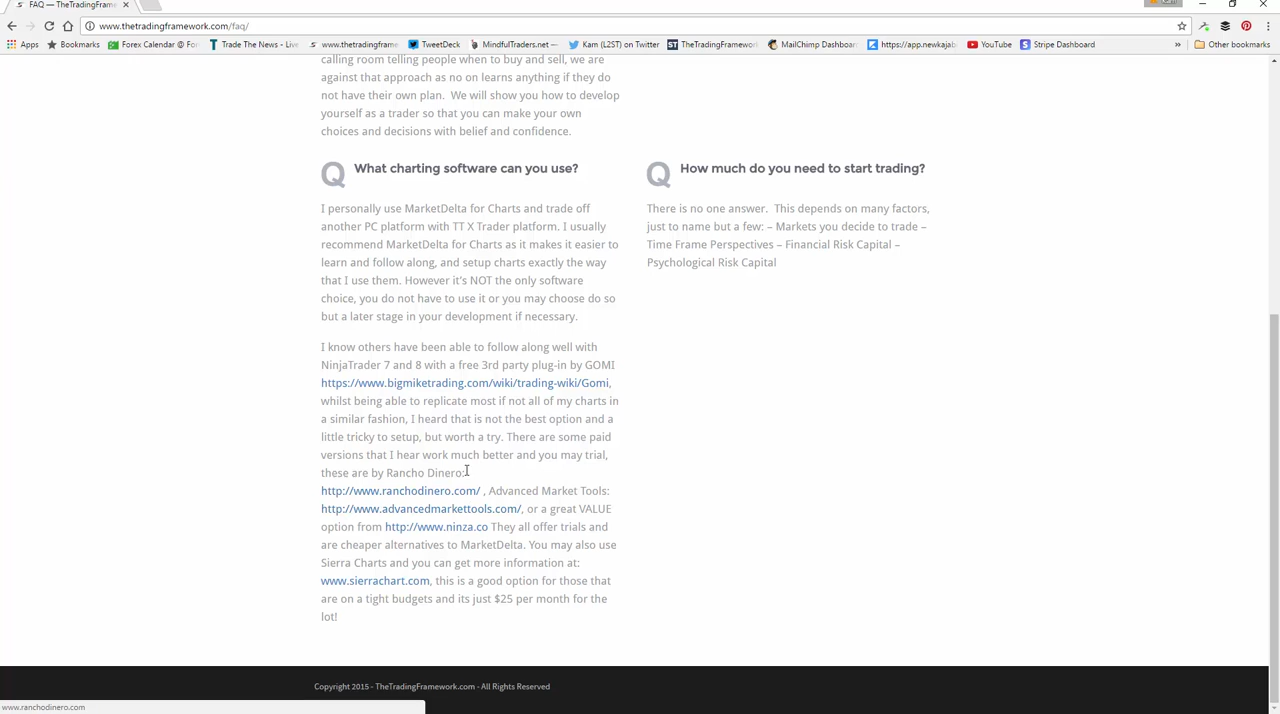 FAQ — TheTradingFrame
www.Thetradingframework.com/faq/
Apps
Bookmarks
Forex Calendar @ Fo
Trade The News - Live
www.thetradingframe
TweetDeck
MindfulTraders.net —
Kam (L2ST) on Twitter
TheTradingFramework
MailChimp Dashboar
https://app.newkajab
YouTube
Stripe Dashboard
»
Other bookmarks
calling room telling people when to buy and sell, we are
against that approach as no on learns anything if they do
not have their own plan.  We will show you how to develop
yourself as a trader so that you can make your own
choices and decisions with belief and confidence.
Q What charting software can you use?
I personally use MarketDelta for Charts and trade off
another PC platform with TT X Trader platform. I usually
recommend MarketDelta for Charts as it makes it easier to
learn and follow along, and setup charts exactly the way
that I use them. However it's NOT the only software
choice, you do not have to use it or you may choose do so
but a later stage in your development if necessary.
I know others have been able to follow along well with
NinjaTrader 7 and 8 with a free 3rd party plug-in by GOMI
https://www.bigmiketrading.com/wiki/trading-wiki/Gomi,
whilst being able to replicate most if not all of my charts in
a similar fashion, I heard that is not the best option and a
little tricky to setup, but worth a try. There are some paid
versions that I hear work much better and you may trial,
these are by Rancho Dinero:
http://www.ranchodinero.com/ , Advanced Market Tools:
http://www.advancedmarkettools.com/, or a great VALUE
option from http://www.ninza.co They all offer trials and
are cheaper alternatives to MarketDelta. You may also use
Sierra Charts and you can get more information at:
www.sierrachart.com, this is a good option for those that
are on a tight budgets and its just $25 per month for the
lot!
Q How much do you need to start trading?
There is no one answer.  This depends on many factors,
just to name but a few: – Markets you decide to trade –
Time Frame Perspectives – Financial Risk Capital –
Psychological Risk Capital
Copyright 2015 - TheTradingFramework.com - All Rights Reserved
www.ranchodinero.com